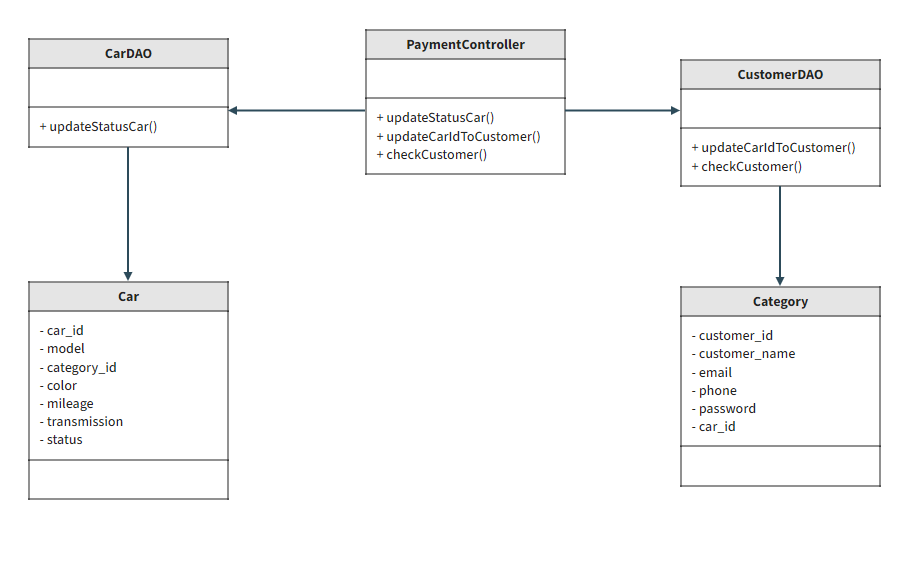 CarDAO
+ updateStatusCar()
PaymentController
+ updateStatusCar()
+ updateCarIdToCustomer()
+ checkCustomer()
CustomerDAO
+ updateCarIdToCustomer()
+ checkCustomer()
Car
- car_id
- model
- category_id
- color
- mileage
- transmission
- status
Category
- customer_id
- customer_name
- email
- phone
- password
- car_id